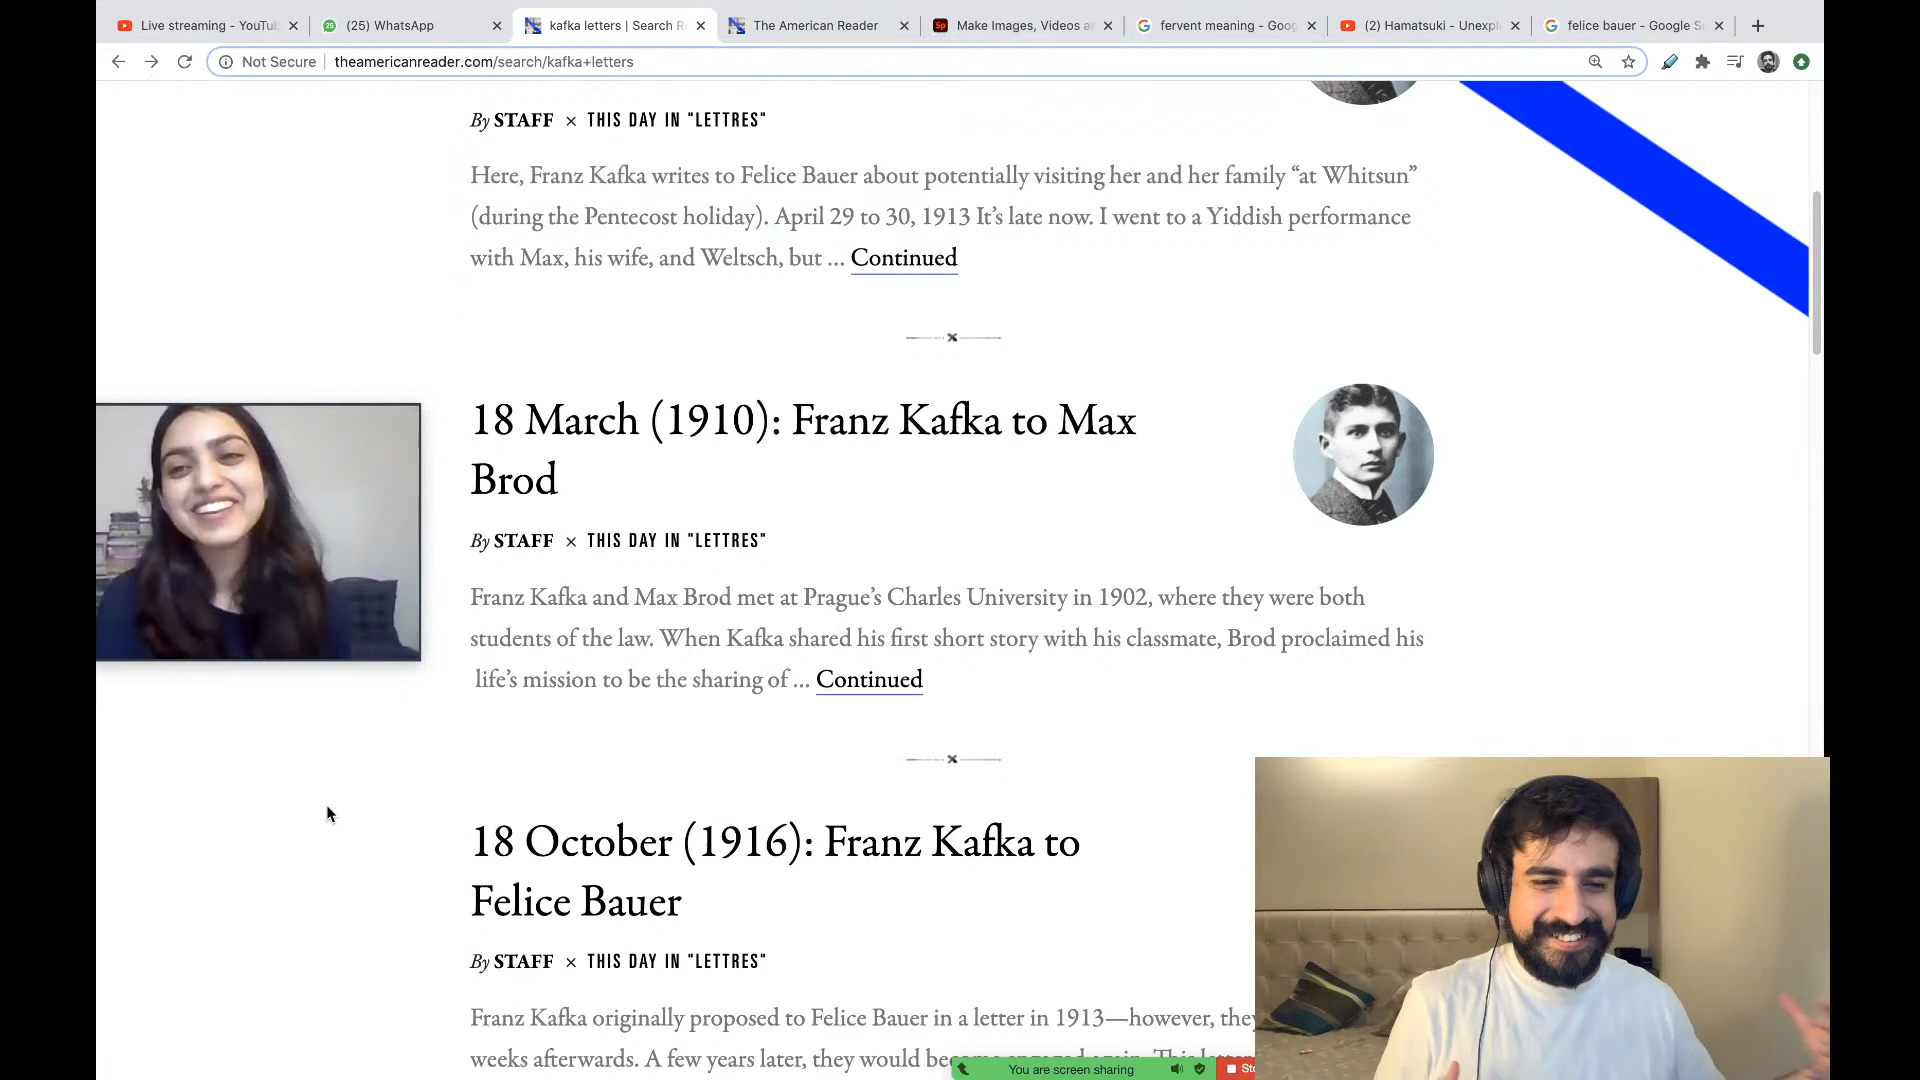 Live streaming - YouTu
(25) WhatsApp
kafka letters | Search R
The American Reader
Make Images, Videos a
fervent meaning - Goog
(2) Hamatsuki - Unexpl
felice bauer - Google S
Not Secure
theamericanreader.com/search/kafka+letters
By STAFF × THIS DAY IN "LETTRES"
Here, Franz Kafka writes to Felice Bauer about potentially visiting her and her family “at Whitsun”
(during the Pentecost holiday). April 29 to 30, 1913 It’s late now. I went to a Yiddish performance
with Max, his wife, and Weltsch, but ... Continued
18 March (1910): Franz Kafka to Max
Brod
By STAFF × THIS DAY IN "LETTRES"
Franz Kafka and Max Brod met at Prague’s Charles University in 1902, where they were both
students of the law. When Kafka shared his first short story with his classmate, Brod proclaimed his
life’s mission to be the sharing of ... Continued
18 October (1916): Franz Kafka to
Felice Bauer
By STAFF × THIS DAY IN "LETTRES"
Franz Kafka originally proposed to Felice Bauer in a letter in 1913—however, they
weeks afterwards. A few years later, they would
You are screen sharing